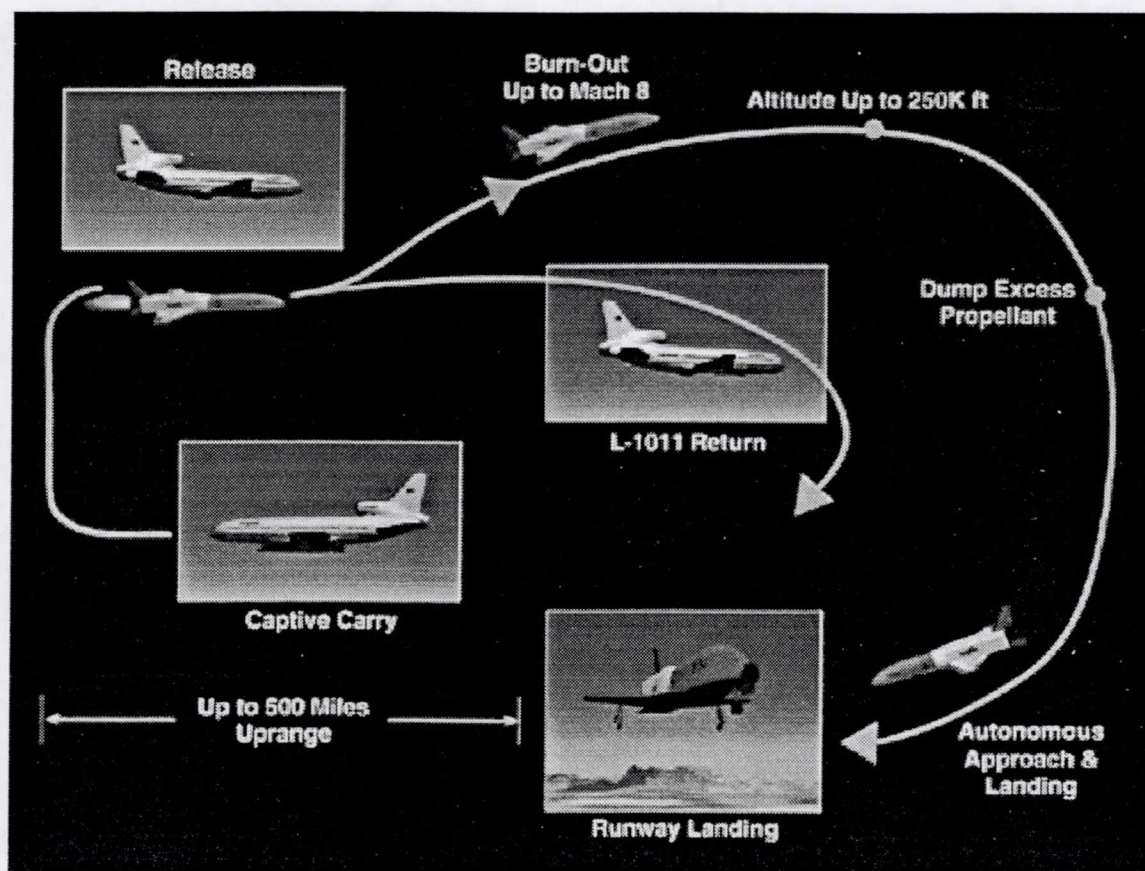 Release
Burn-Out
Up to Mach 8
Altitude Up to 250K ft
Dump Excess
Propellant
L-1011 Return
Captive Carry
Up to 500 Miles
Uprange
Autonomous
Approach &
Landing
Runway Landing